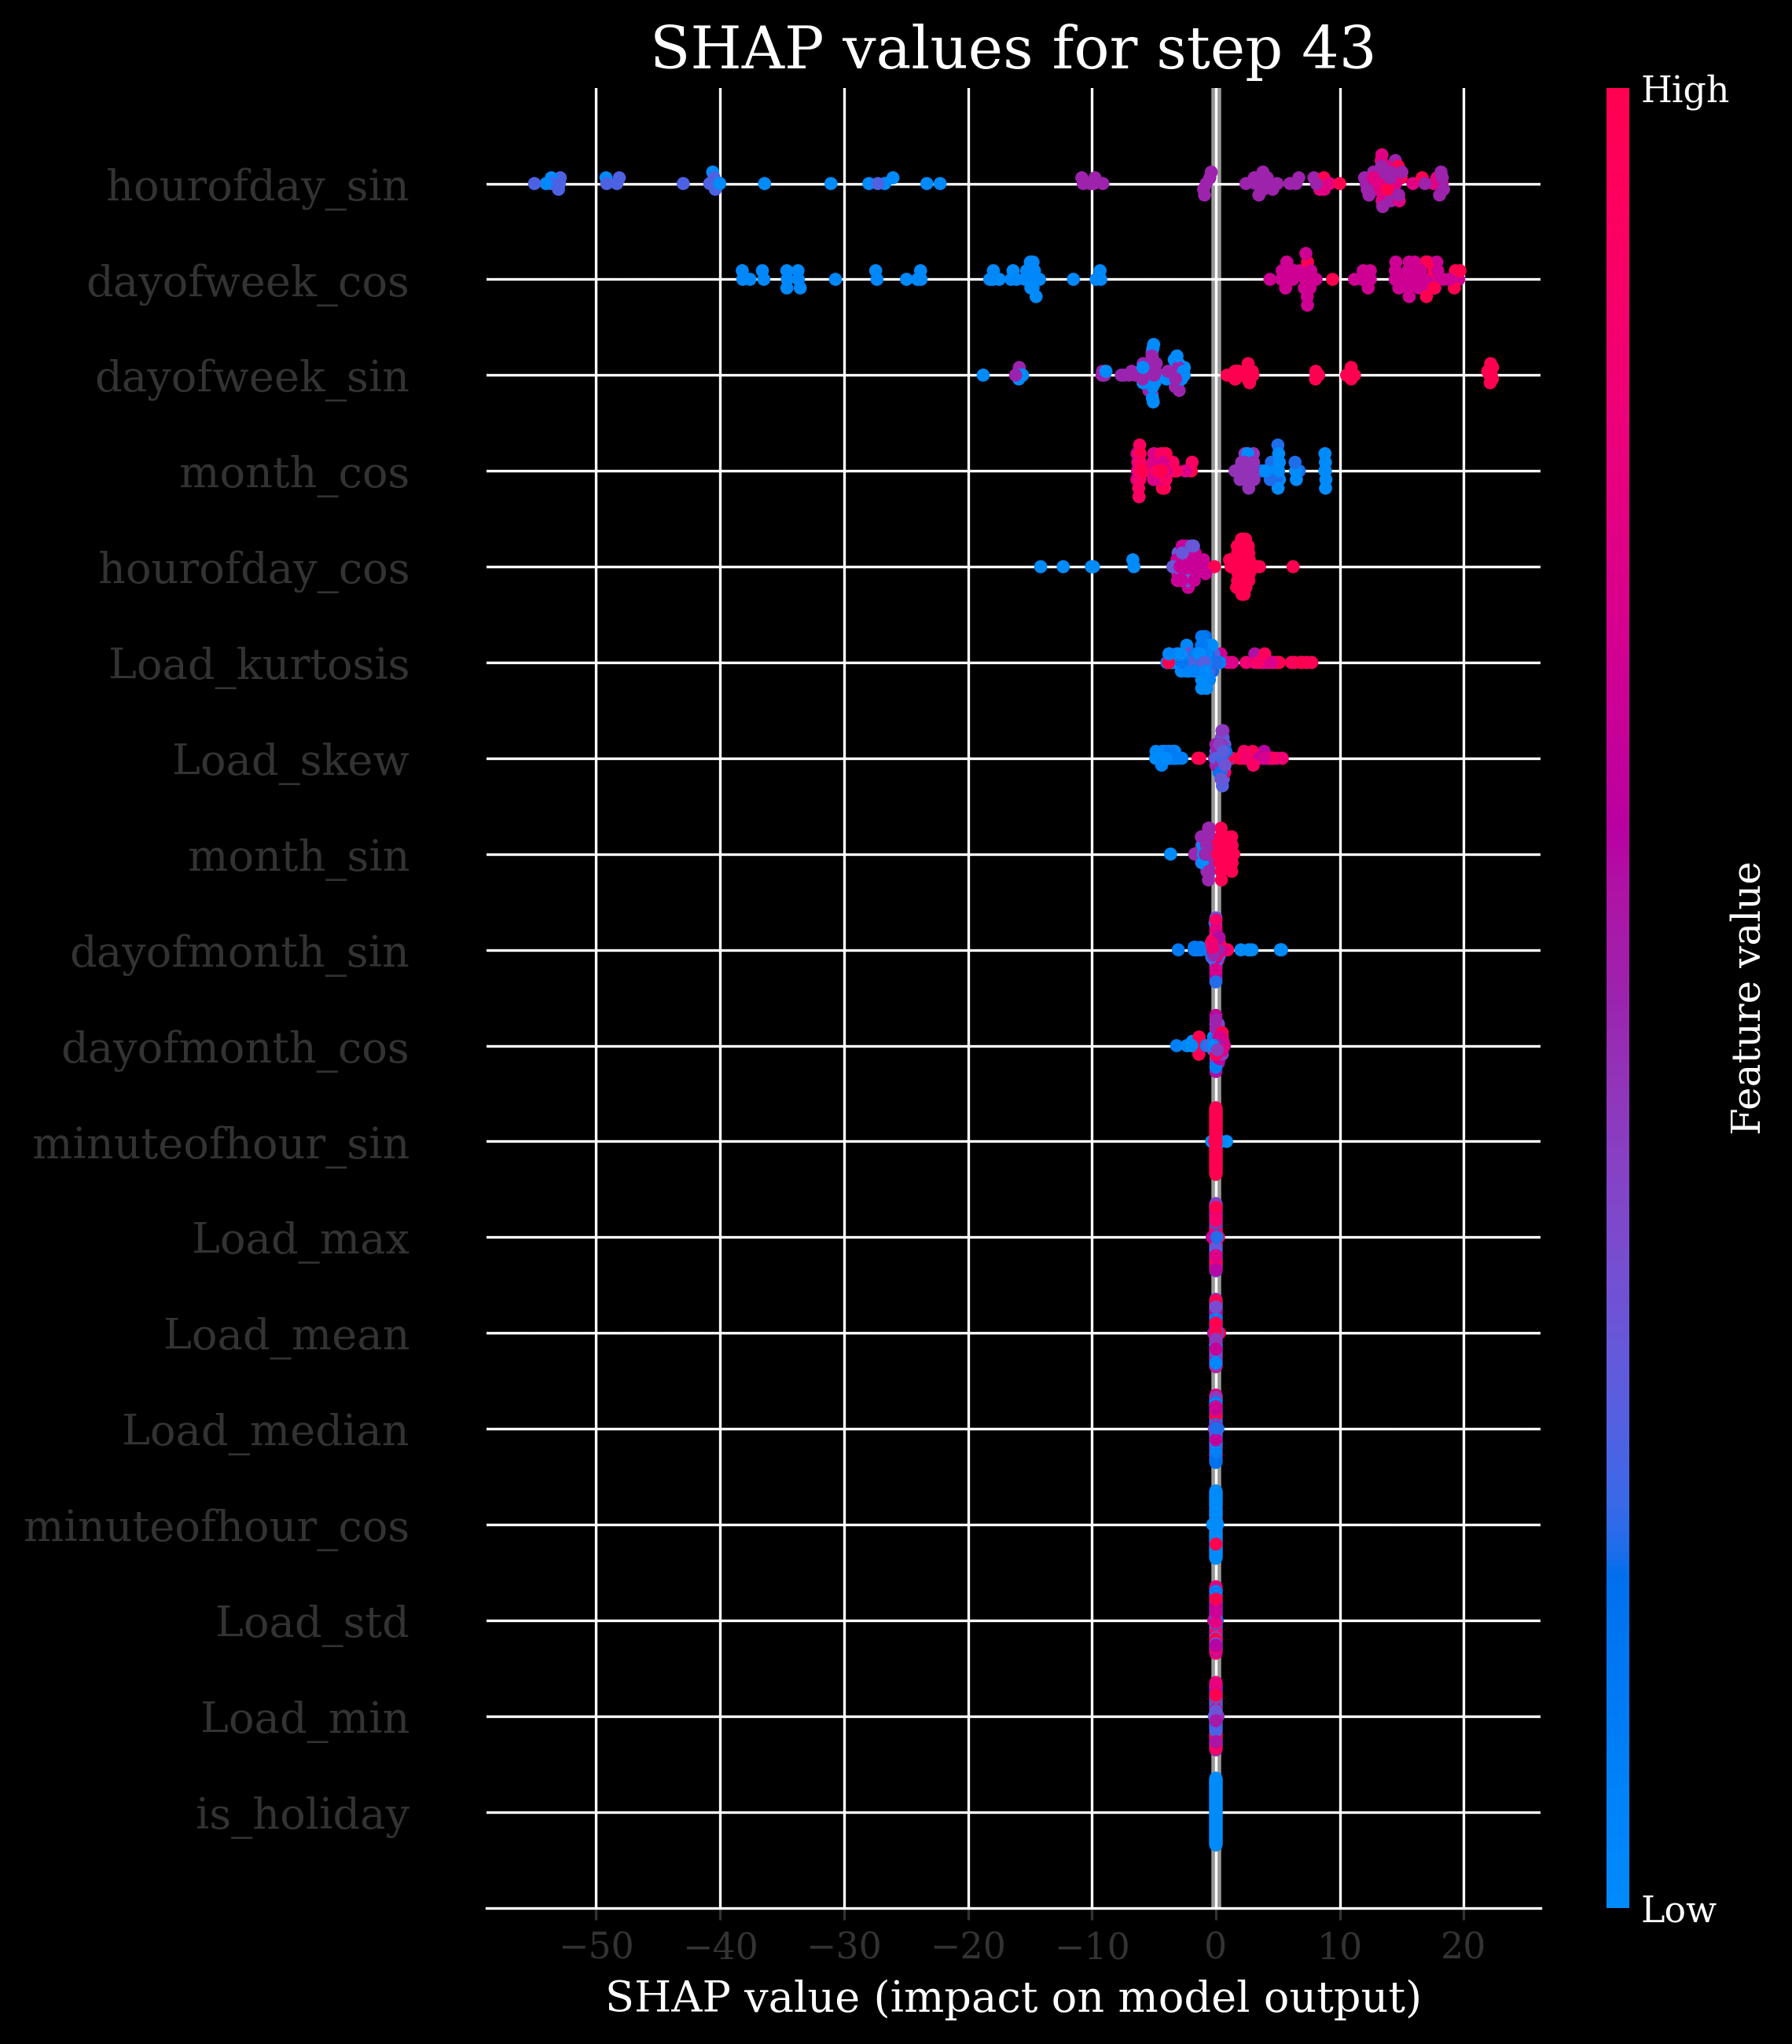 SHAP values for step 43
High
hourofday_sin
dayofweek_cos
dayofweek_sin
month_cos
hourofday_cos
Load_kurtosis
Load_skew
month_sin
dayofmonth_sin
dayofmonth_cos
minuteofhour_sin
Load_max
Load_mean
Load_median
minuteofhour_cos
Load_std
Load_min
is_holiday
Feature value
Low
−50 −40 −30 −20 −10 0 10 20
SHAP value (impact on model output)